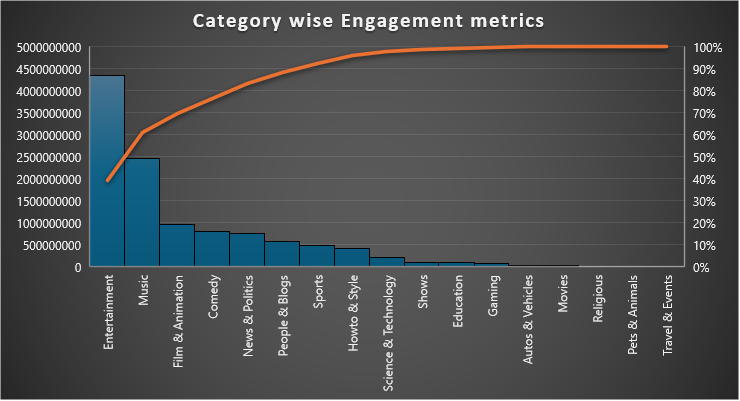 Category wise Engagement metrics
5000000000
4500000000
4000000000
3500000000
3000000000
2500000000
2000000000
1500000000
1000000000
500000000
0
100%
90%
80%
70%
60%
50%
40%
30%
20%
10%
0%
Entertainment
Music
Film & Animation
Comedy
News & Politics
People & Blogs
Sports
Howto & Style
Science & Technology
Shows
Education
Gaming
Autos & Vehicles
Movies
Religious
Pets & Animals
Travel & Events